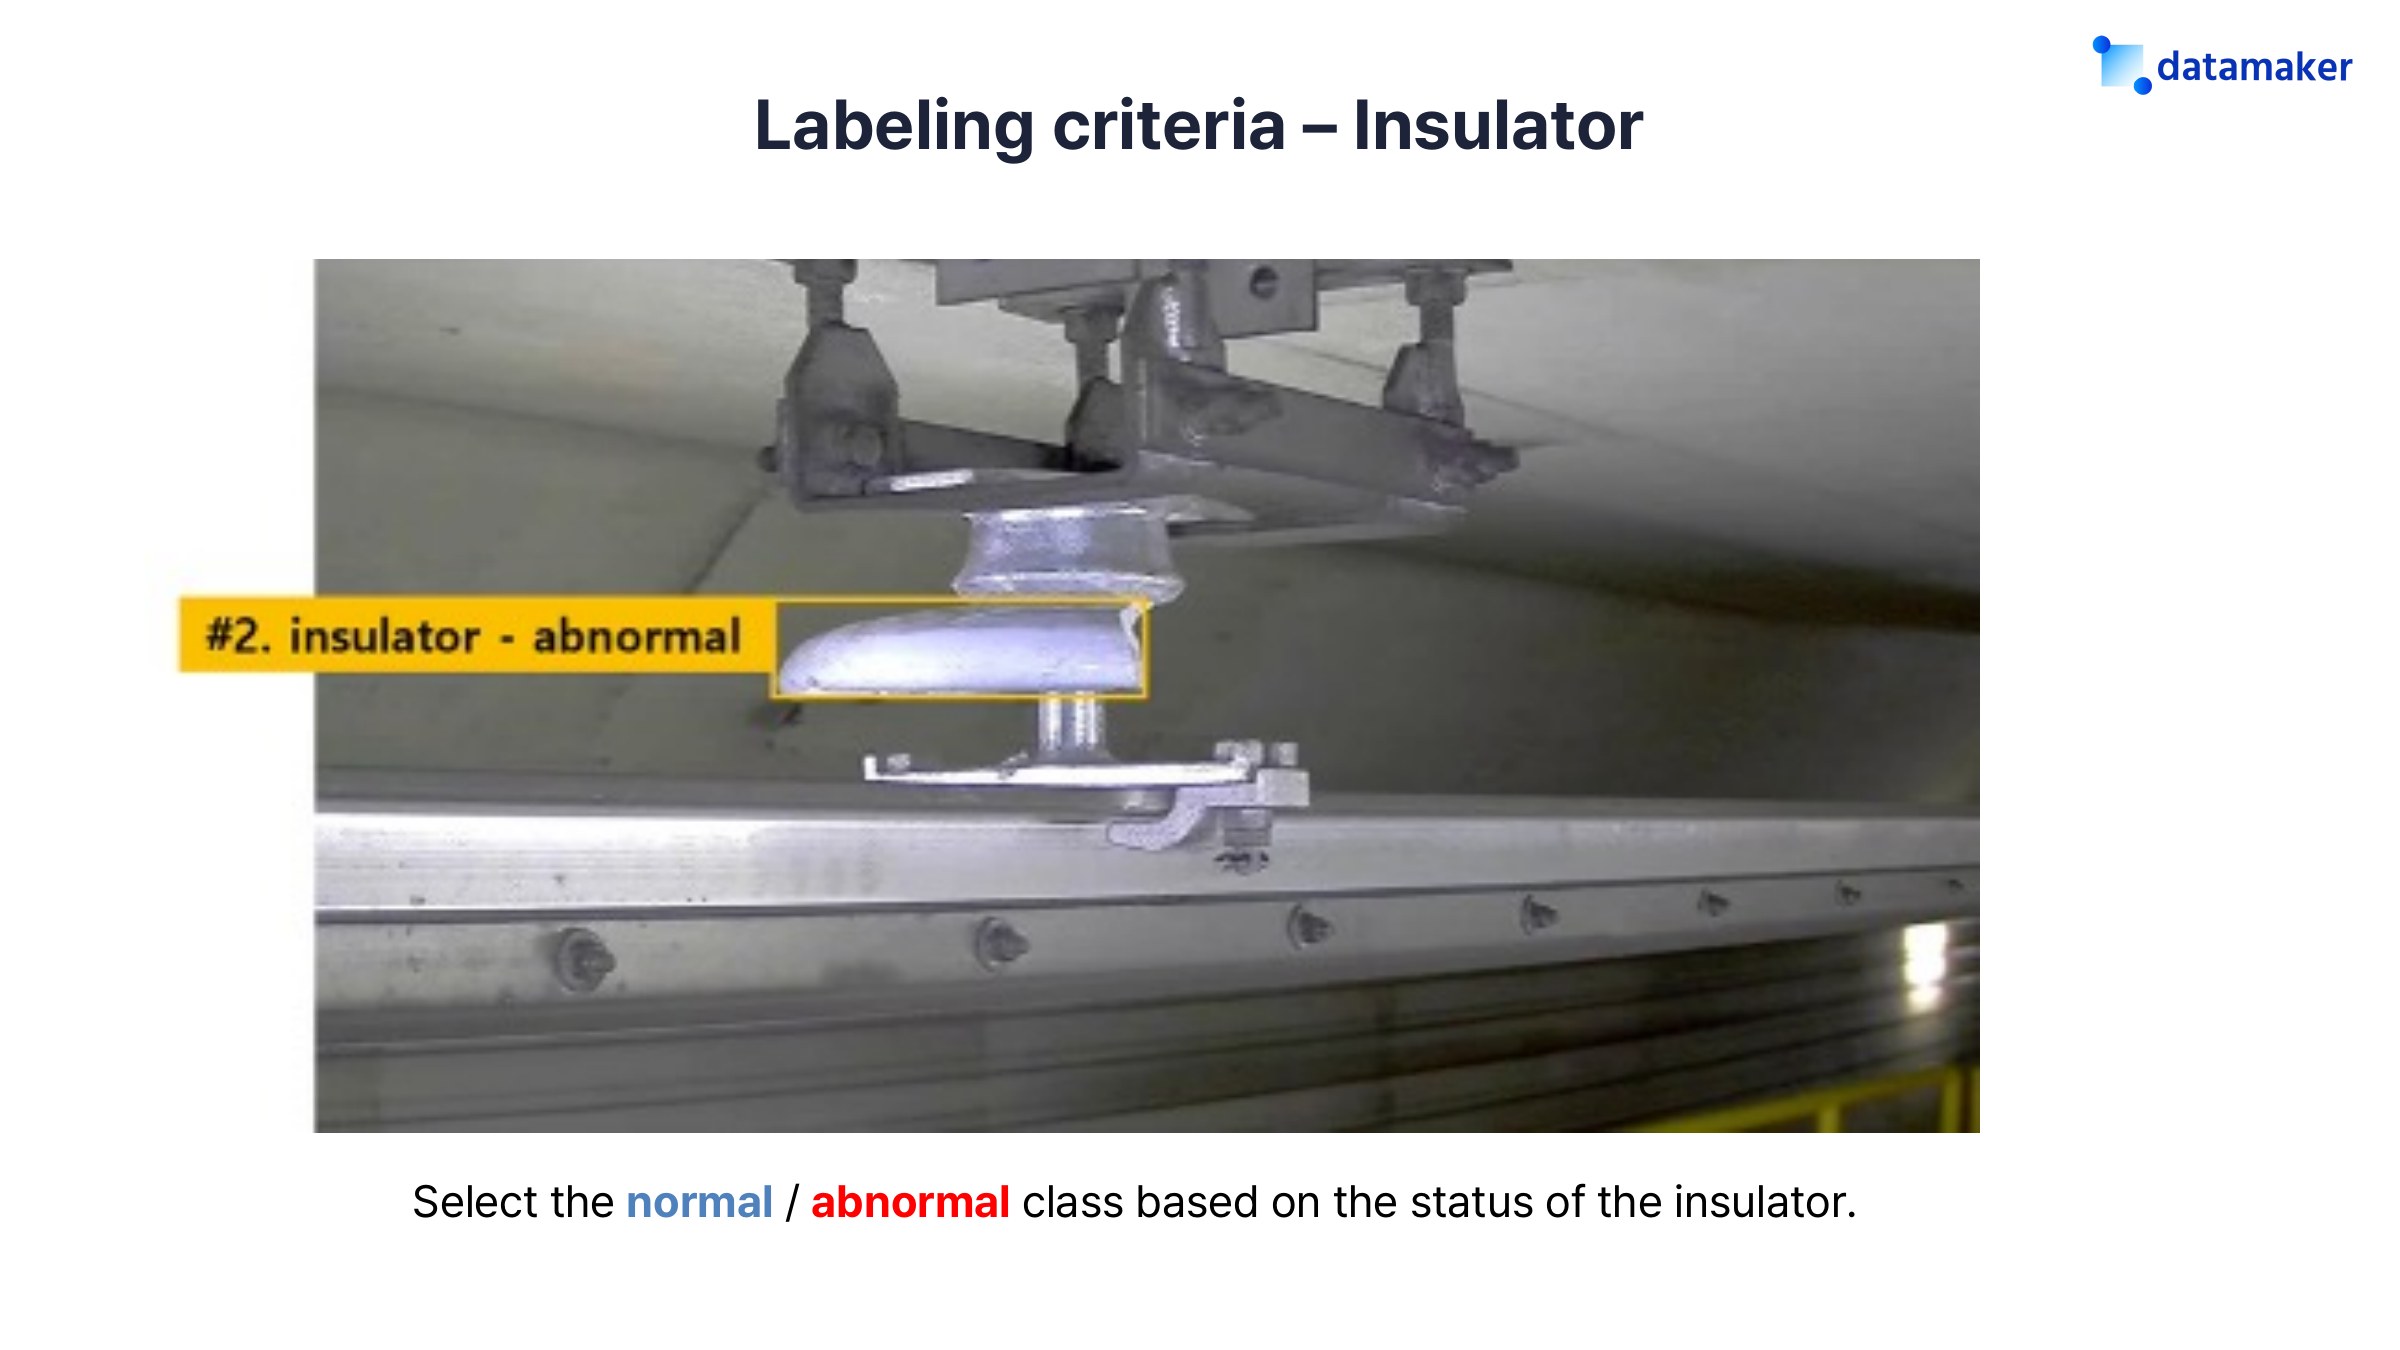 datamaker
Labeling criteria – Insulator
#2. insulator - abnormal
Select the normal / abnormal class based on the status of the insulator.